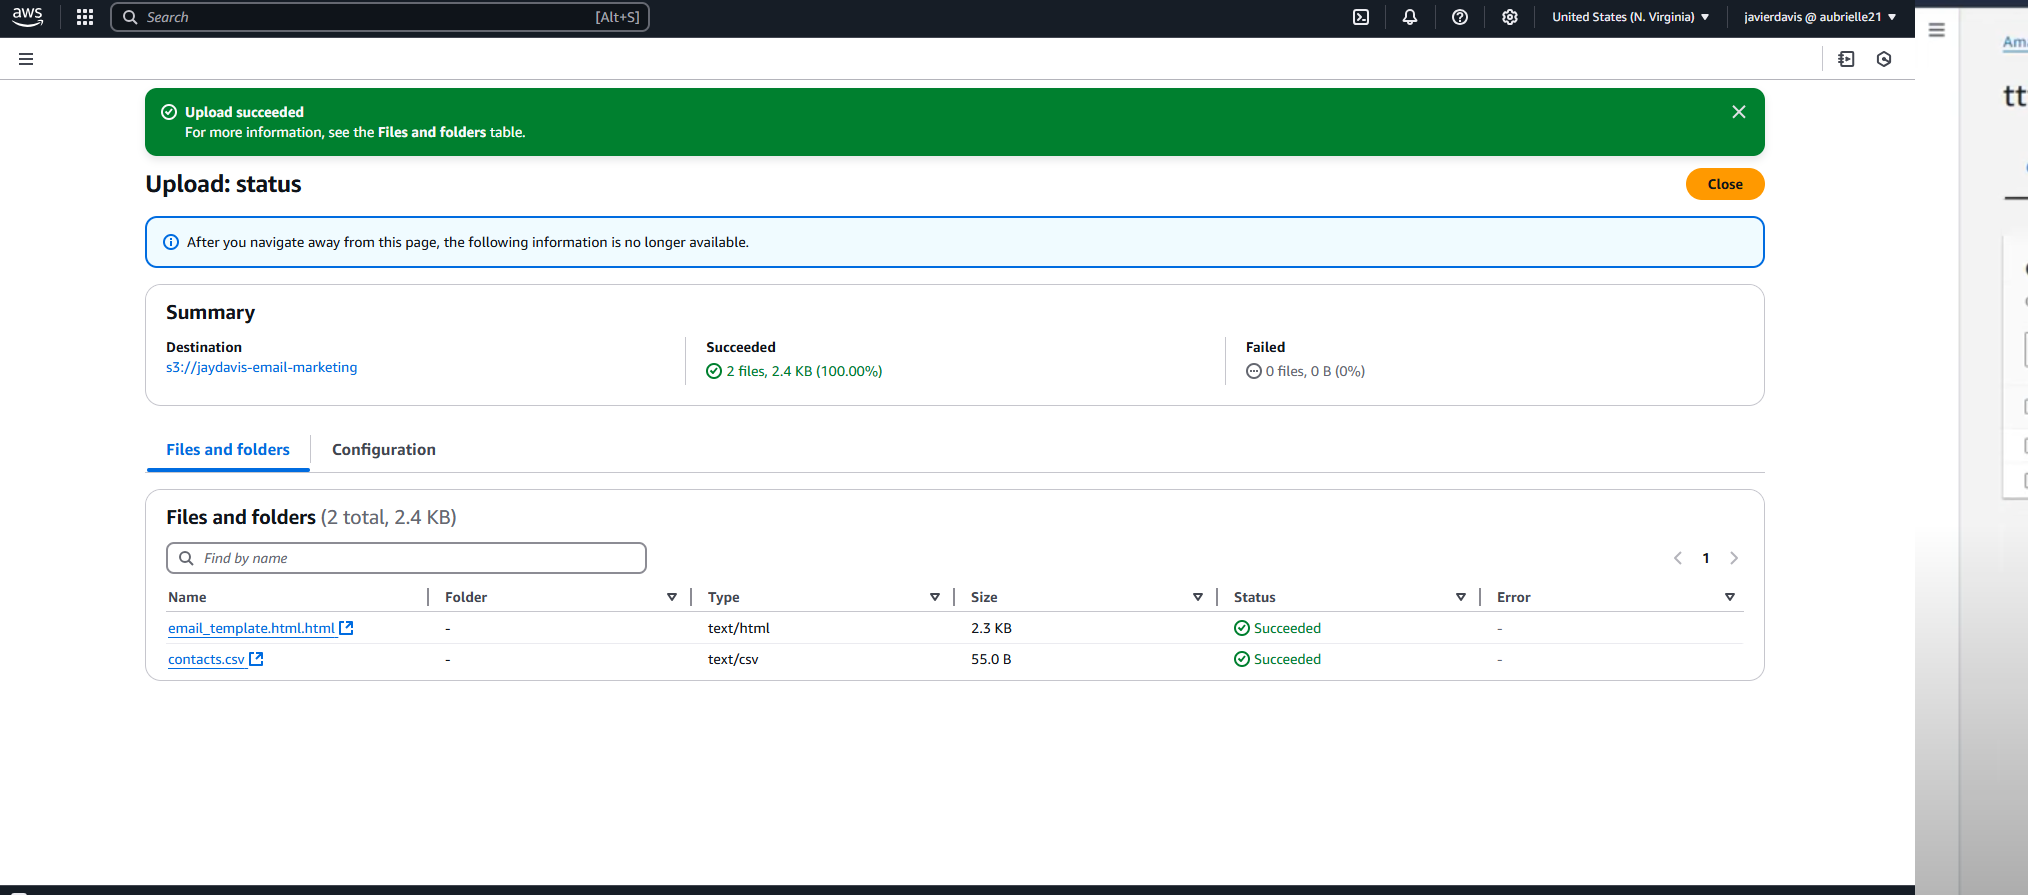 aws
Search [Alt+S]
United States (N. Virginia)
javierdavis @ aubrielle21
Upload succeeded
For more information, see the Files and folders table.
Upload: status
Close
After you navigate away from this page, the following information is no longer available.
Summary
Destination
s3://jaydavis-email-marketing
Succeeded
2 files, 2.4 KB (100.00%)
Failed
0 files, 0 B (0%)
Files and folders
Configuration
Files and folders (2 total, 2.4 KB)
Find by name
1
Name Folder Type Size Status Error
email_template.html.html - text/html 2.3 KB Succeeded -
contacts.csv - text/csv 55.0 B Succeeded -